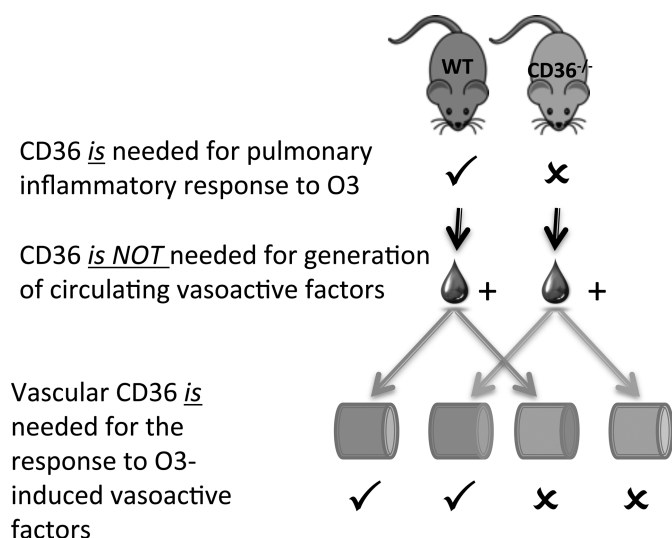 WT
CD36-/-
CD36 is needed for pulmonary
inflammatory response to O3
CD36 is NOT needed for generation
of circulating vasoactive factors
+
+
Vascular CD36 is
needed for the
response to O3-
induced vasoactive
factors